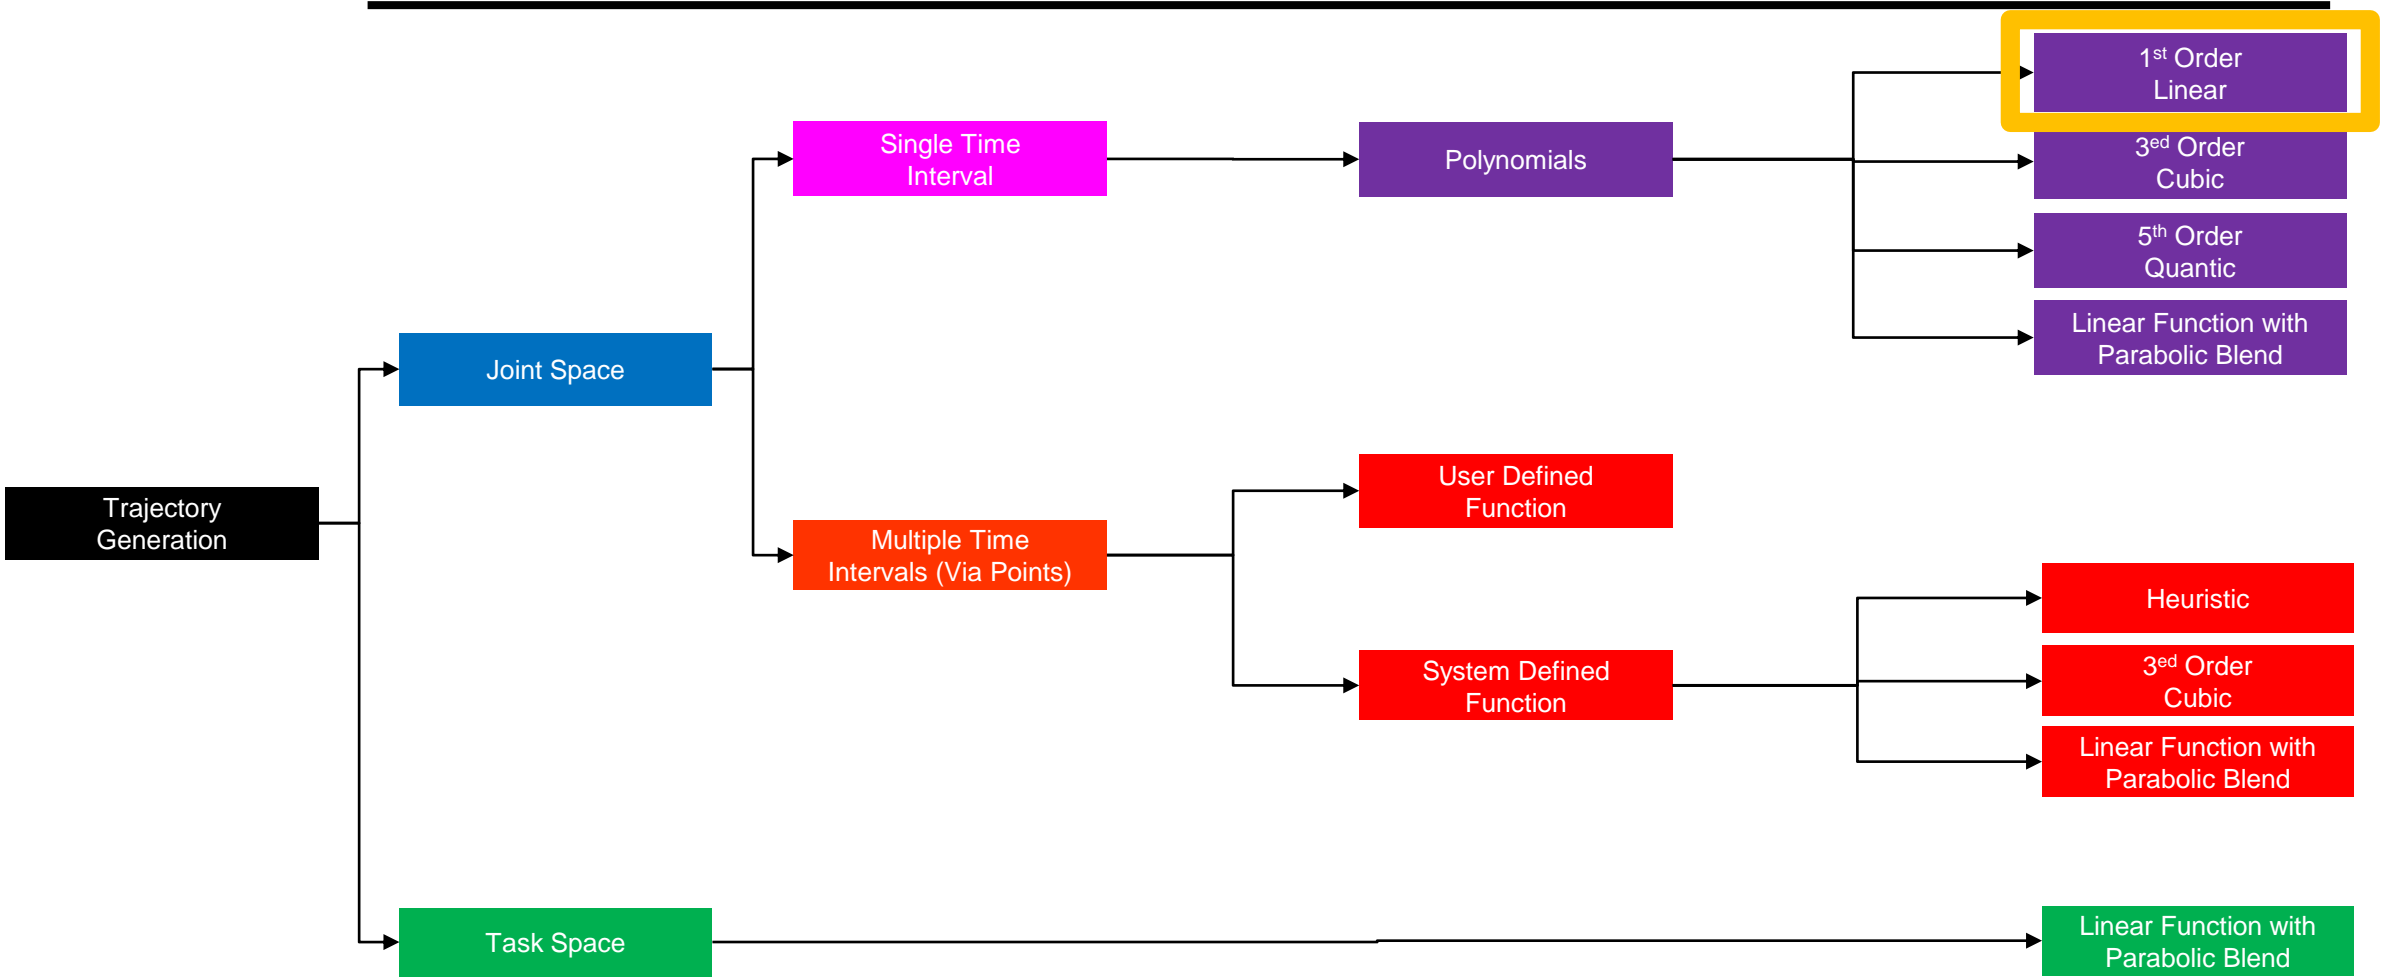 1st Order
Linear
Single Time
Interval
Polynomials
3ed Order
Cubic
5th Order
Quantic
Linear Function with
Parabolic Blend
Joint Space
User Defined
Function
Trajectory
Generation
Multiple Time
Intervals (Via Points)
Heuristic
System Defined
Function
3ed Order
Cubic
Linear Function with
Parabolic Blend
Task Space
Linear Function with
Parabolic Blend